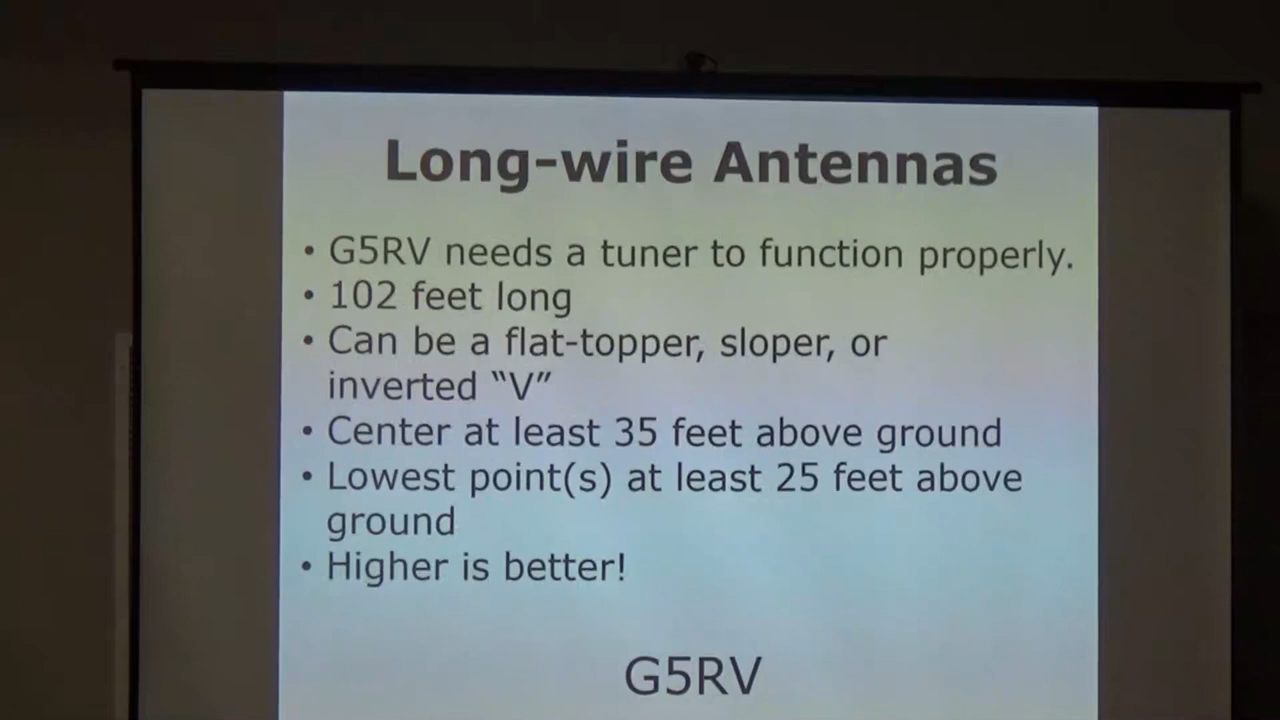 Long-wire Antennas
• G5RV needs a tuner to function properly.
• 102 feet long
• Can be a flat-topper, sloper, or
inverted “V”
• Center at least 35 feet above ground
• Lowest point(s) at least 25 feet above
ground
• Higher is better!
G5RV